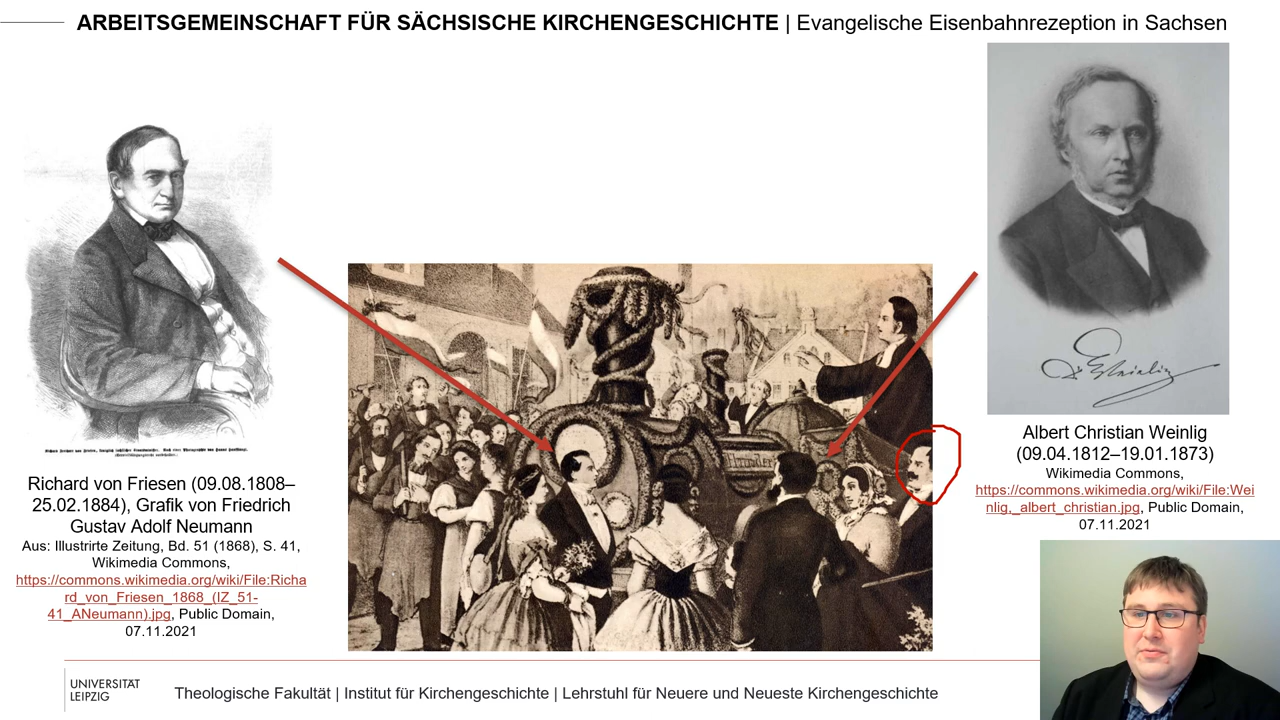 ARBEITSGEMEINSCHAFT FÜR SÄCHSISCHE KIRCHENGESCHICHTE | Evangelische Eisenbahnrezeption in Sachsen
Richard von Friesen (09.08.1808–
25.02.1884), Grafik von Friedrich
Gustav Adolf Neumann
Aus: Illustrirte Zeitung, Bd. 51 (1868), S. 41,
Wikimedia Commons,
https://commons.wikimedia.org/wiki/File:Richa
rd_von_Friesen_1868_(IZ_51-
41_ANeumann).jpg, Public Domain,
07.11.2021
Albert Christian Weinlig
(09.04.1812–19.01.1873)
Wikimedia Commons,
https://commons.wikimedia.org/wiki/File:Wei
nlig,_albert_christian.jpg, Public Domain,
07.11.2021
UNIVERSITÄT
LEIPZIG
Theologische Fakultät | Institut für Kirchengeschichte | Lehrstuhl für Neuere und Neueste Kirchengeschichte